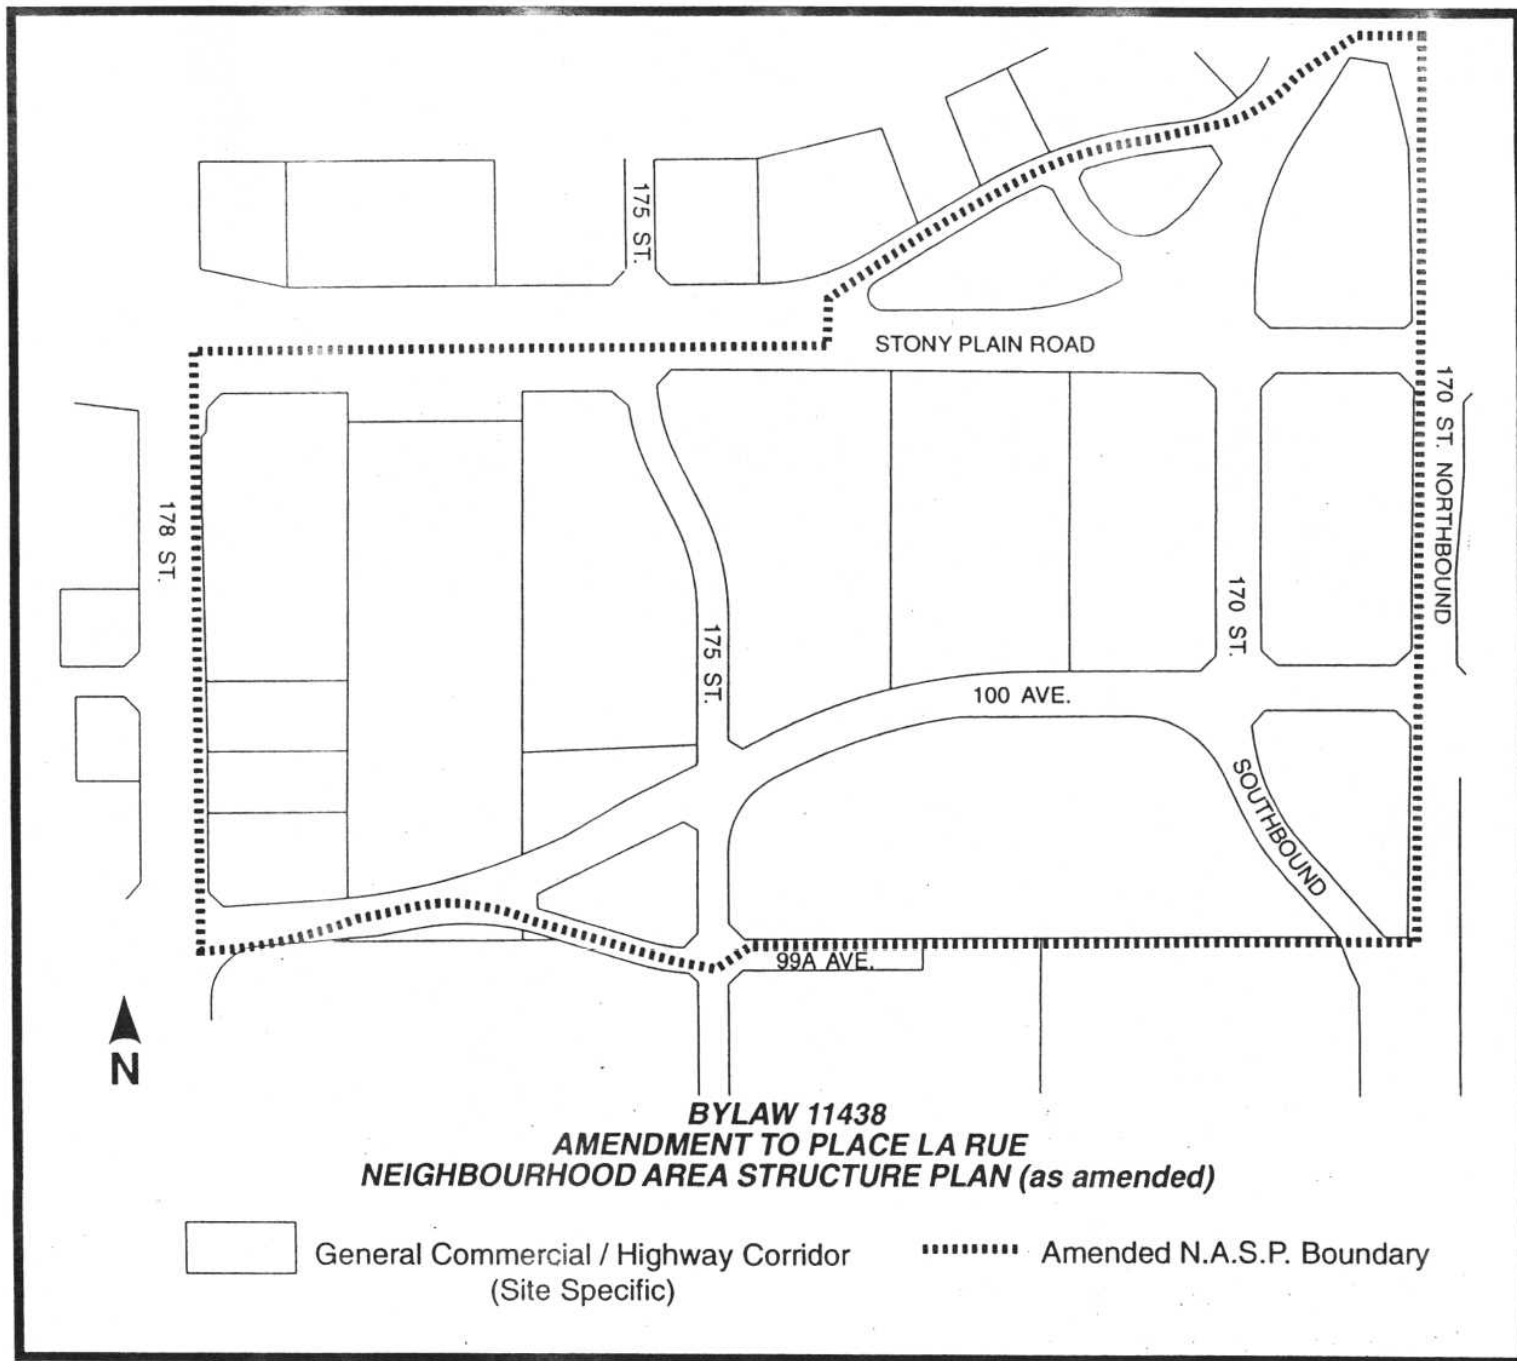 175 ST.
STONY PLAIN ROAD
170 ST. NORTHBOUND
178 ST.
170 ST.
175 ST.
100 AVE.
SOUTHBOUND
99A AVE.
N
BYLAW 11438
AMENDMENT TO PLACE LA RUE
NEIGHBOURHOOD AREA STRUCTURE PLAN (as amended)
General Commercial / Highway Corridor
(Site Specific)
Amended N.A.S.P. Boundary